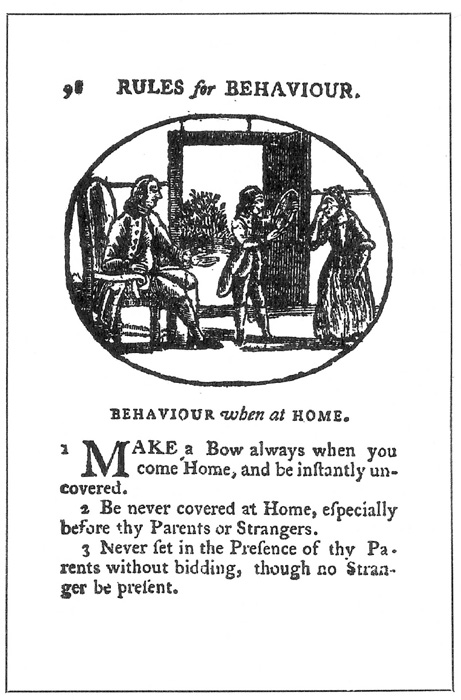 98 RULES for BEHAVIOUR.
BEHAVIOUR when at HOME.
1 MAKE a Bow always when you
come Home, and be inſtantly un-
covered.
2 Be never covered at Home, eſpecially
before thy Parents or Strangers.
3 Never ſet in the Preſence of thy Pa-
rents without bidding, though no Stran-
ger be preſent.